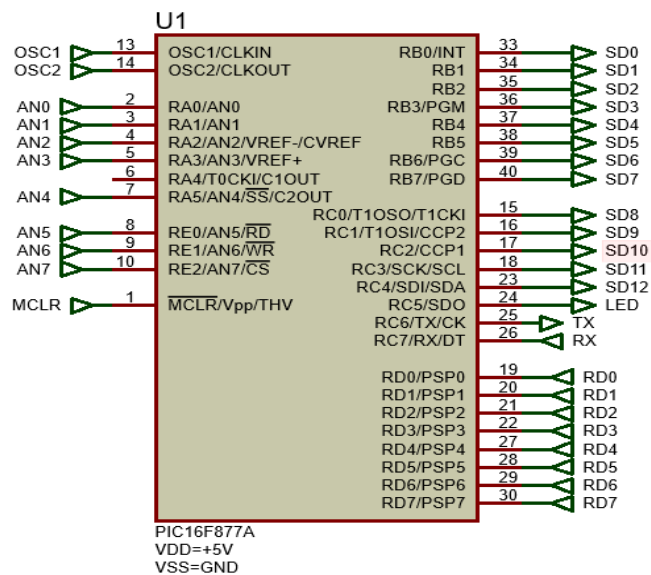 U1
OSC1 13 OSC1/CLKIN RB0/INT 33 SD0
OSC2 14 OSC2/CLKOUT RB1 34 SD1
RB2 35 SD2
AN0 2 RA0/AN0 RB3/PGM 36 SD3
AN1 3 RA1/AN1 RB4 37 SD4
AN2 4 RA2/AN2/VREF-/CVREF RB5 38 SD5
AN3 5 RA3/AN3/VREF+ RB6/PGC 39 SD6
6 RA4/T0CKI/C1OUT RB7/PGD 40 SD7
AN4 7 RA5/AN4/SS/C2OUT
RC0/T1OSO/T1CKI 15 SD8
AN5 8 RE0/AN5/RD RC1/T1OSI/CCP2 16 SD9
AN6 9 RE1/AN6/WR RC2/CCP1 17 SD10
AN7 10 RE2/AN7/CS RC3/SCK/SCL 18 SD11
RC4/SDI/SDA 23 SD12
MCLR 1 MCLR/Vpp/THV RC5/SDO 24 LED
RC6/TX/CK 25 TX
RC7/RX/DT 26 RX
RD0/PSP0 19 RD0
RD1/PSP1 20 RD1
RD2/PSP2 21 RD2
RD3/PSP3 22 RD3
RD4/PSP4 27 RD4
RD5/PSP5 28 RD5
RD6/PSP6 29 RD6
RD7/PSP7 30 RD7
PIC16F877A
VDD=+5V
VSS=GND